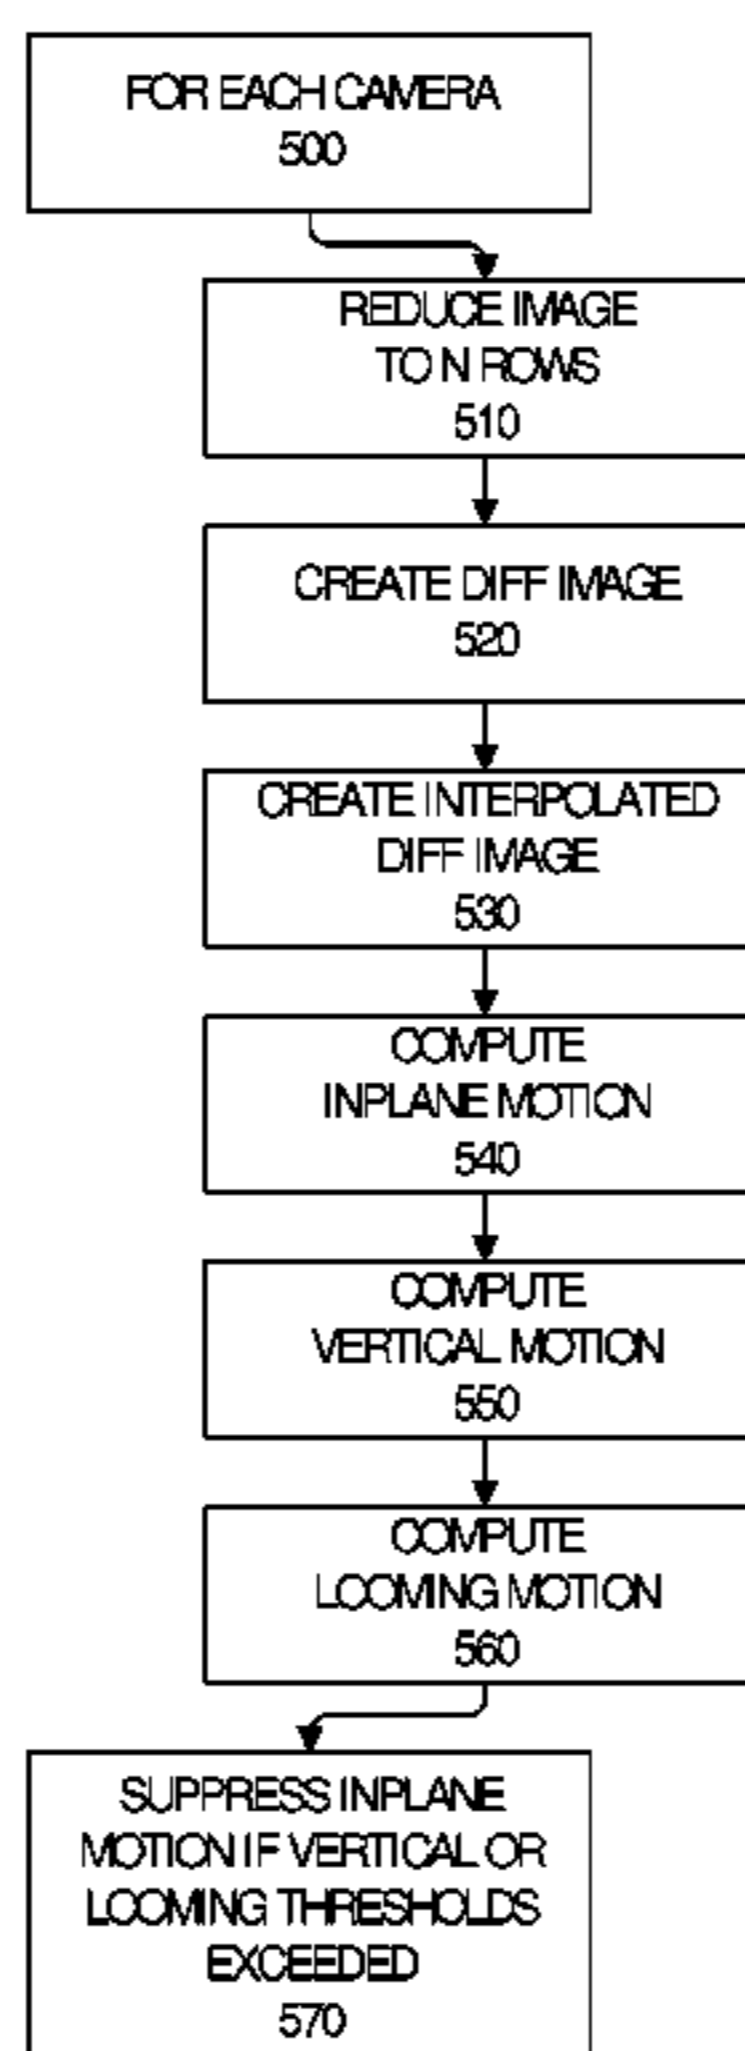 FOR EACH CAMERA
500
REDUCE IMAGE
TO N ROWS
510
CREATE DIFF IMAGE
520
CREATE INTERPOLATED
DIFF IMAGE
530
COMPUTE
INPLANE MOTION
540
COMPUTE
VERTICAL MOTION
550
COMPUTE
LOOMING MOTION
560
SUPPRESS INPLANE
MOTION IF VERTICAL OR
LOOMING THRESHOLDS
EXCEEDED
570